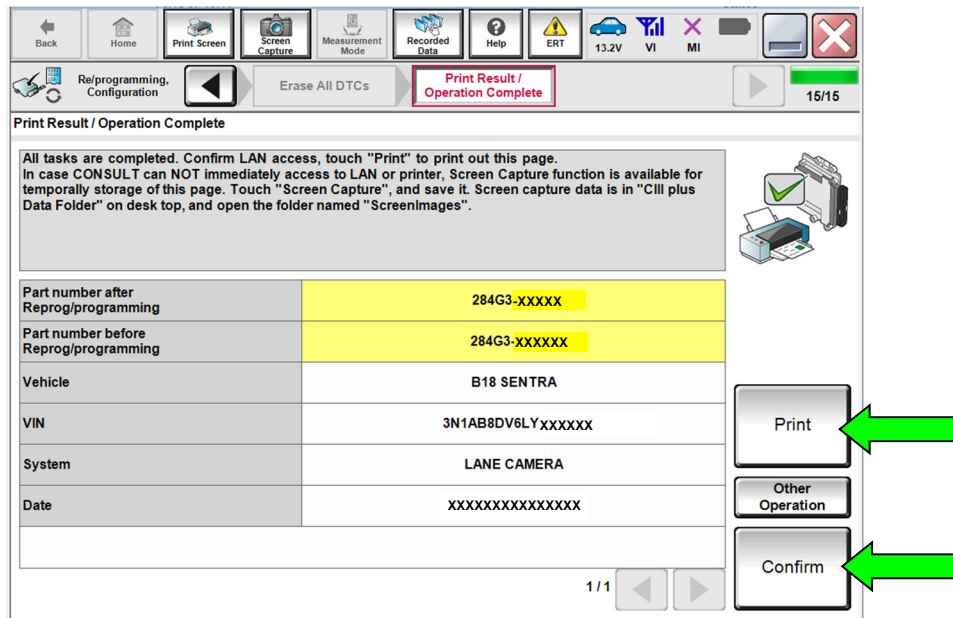 Back
Home
Print Screen
Screen
Capture
Measurement
Mode
Recorded
Data
Help
ERT
13.2V
VI
MI
Re/programming,
Configuration
Erase All DTCs
Print Result /
Operation Complete
15/15
Print Result / Operation Complete
All tasks are completed. Confirm LAN access, touch "Print" to print out this page.
In case CONSULT can NOT immediately access to LAN or printer, Screen Capture function is available for
temporally storage of this page. Touch "Screen Capture", and save it. Screen capture data is in "CIII plus
Data Folder" on desk top, and open the folder named "ScreenImages".
Part number after
Reprog/programming
284G3-XXXXX
Part number before
Reprog/programming
284G3-XXXXXX
Vehicle
B18 SENTRA
VIN
3N1AB8DV6LYXXXXXX
System
LANE CAMERA
Date
XXXXXXXXXXXXXXX
Print
Other
Operation
Confirm
1/1